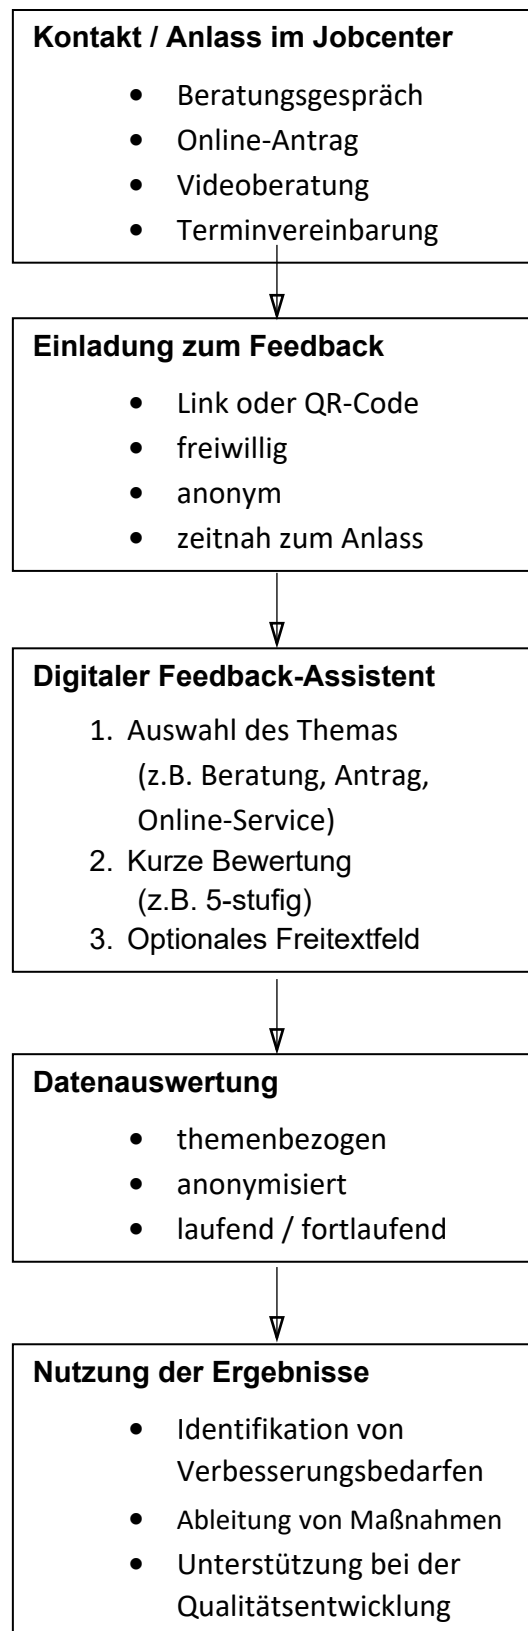 Kontakt / Anlass im Jobcenter
• Beratungsgespräch
• Online-Antrag
• Videoberatung
• Terminvereinbarung
Einladung zum Feedback
• Link oder QR-Code
• freiwillig
• anonym
• zeitnah zum Anlass
Digitaler Feedback-Assistent
1. Auswahl des Themas
(z.B. Beratung, Antrag,
Online-Service)
2. Kurze Bewertung
(z.B. 5-stufig)
3. Optionales Freitextfeld
Datenauswertung
• themenbezogen
• anonymisiert
• laufend / fortlaufend
Nutzung der Ergebnisse
• Identifikation von
Verbesserungsbedarfen
• Ableitung von Maßnahmen
• Unterstützung bei der
Qualitätsentwicklung